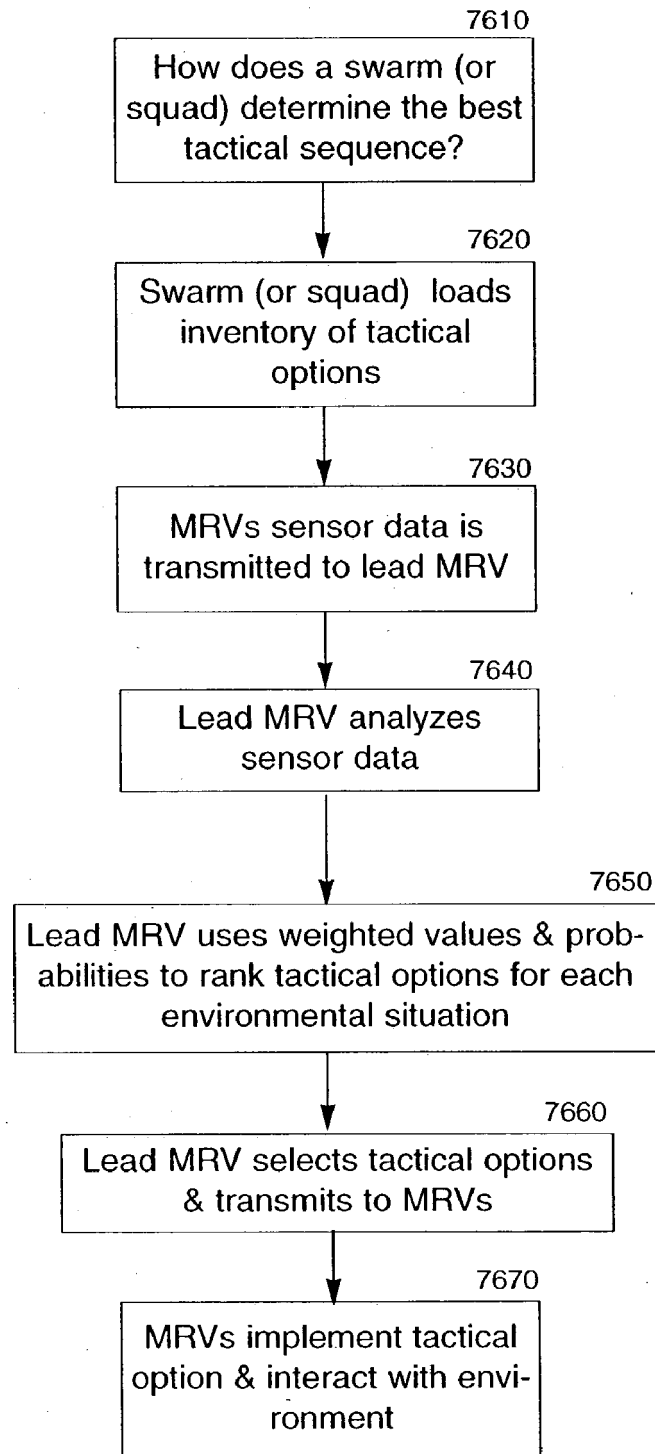 7610
How does a swarm (or
squad) determine the best
tactical sequence?
7620
Swarm (or squad) loads
inventory of tactical
options
7630
MRVs sensor data is
transmitted to lead MRV
7640
Lead MRV analyzes
sensor data
7650
Lead MRV uses weighted values & prob-
abilities to rank tactical options for each
environmental situation
7660
Lead MRV selects tactical options
& transmits to MRVs
7670
MRVs implement tactical
option & interact with envi-
ronment